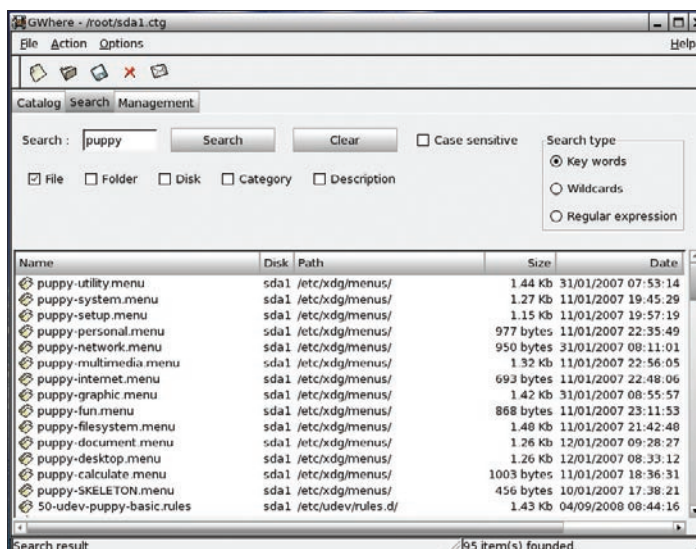 GWhere - /root/sda1.ctg
File Action Options Help
Catalog Search Management
Search : puppy Search Clear Case sensitive Search type
Key words
File Folder Disk Category Description
Wildcards
Regular expression
Name Disk Path Size Date
puppy-utility.menu sda1 /etc/xdg/menus/ 1.44 Kb 31/01/2007 07:53:14
puppy-system.menu sda1 /etc/xdg/menus/ 1.27 Kb 11/01/2007 19:45:29
puppy-setup.menu sda1 /etc/xdg/menus/ 1.15 Kb 11/01/2007 19:57:19
puppy-personal.menu sda1 /etc/xdg/menus/ 977 bytes 11/01/2007 22:35:49
puppy-network.menu sda1 /etc/xdg/menus/ 950 bytes 31/01/2007 08:11:01
puppy-multimedia.menu sda1 /etc/xdg/menus/ 1.32 Kb 11/01/2007 22:56:05
puppy-internet.menu sda1 /etc/xdg/menus/ 693 bytes 11/01/2007 22:48:06
puppy-graphic.menu sda1 /etc/xdg/menus/ 1.42 Kb 31/01/2007 08:55:57
puppy-fun.menu sda1 /etc/xdg/menus/ 868 bytes 11/01/2007 23:11:53
puppy-filesystem.menu sda1 /etc/xdg/menus/ 1.48 Kb 11/01/2007 21:42:48
puppy-document.menu sda1 /etc/xdg/menus/ 1.26 Kb 12/01/2007 09:28:27
puppy-desktop.menu sda1 /etc/xdg/menus/ 1.26 Kb 12/01/2007 08:33:12
puppy-calculate.menu sda1 /etc/xdg/menus/ 1003 bytes 11/01/2007 18:36:31
puppy-SKELETON.menu sda1 /etc/xdg/menus/ 456 bytes 10/01/2007 17:38:21
50-udev-puppy-basic.rules sda1 /etc/udev/rules.d/ 1.43 Kb 04/09/2008 08:44:16
Search result 95 item(s) founded